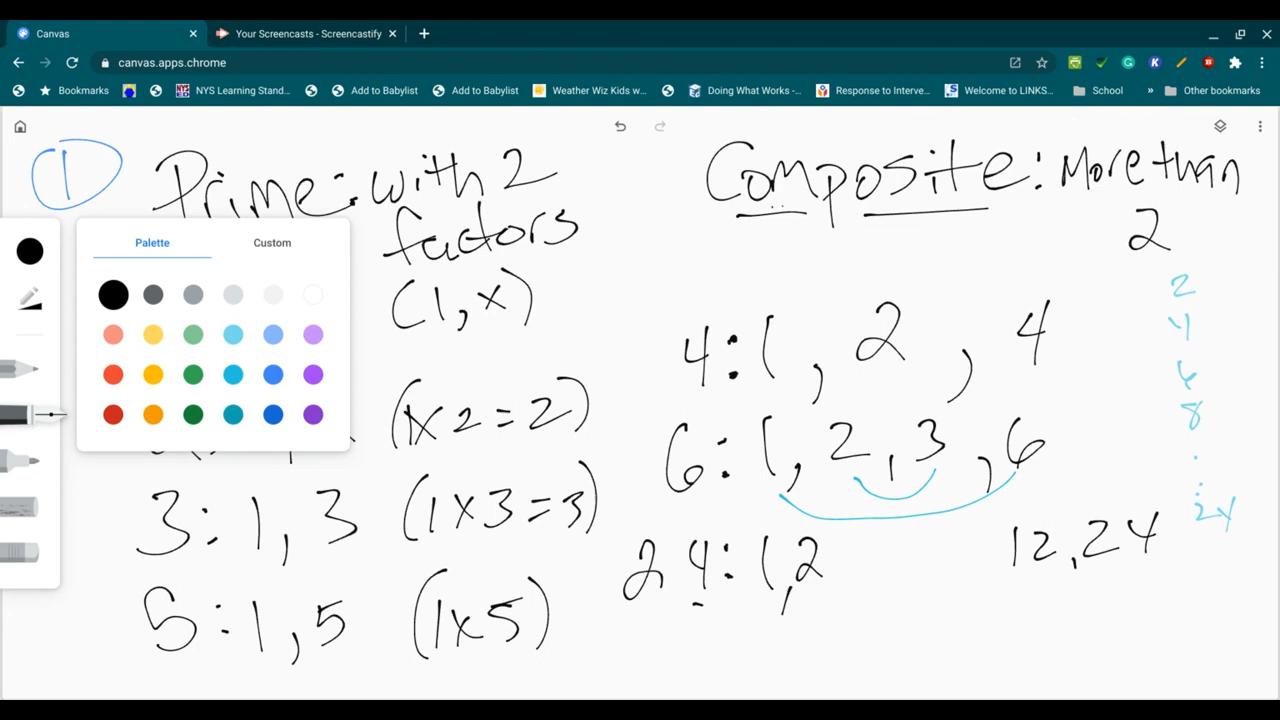 Canvas
Your Screencasts - Screencastify
canvas.apps.chrome
Bookmarks
NYS Learning Stand...
Add to Babylist
Add to Babylist
Weather Wiz Kids w...
Doing What Works -...
Response to Interve...
Welcome to LINKS...
School
»
Other bookmarks
1
Prime: with 2
factors
(1, x)
(1x2=2)
3: 1, 3 (1x3=3)
5: 1, 5 (1x5)
Palette
Custom
Composite: More than
2
4: 1, 2, 4
6: 1, 2, 3, 6
24: 1, 2 12, 24
2
4
6
8
.
.
24